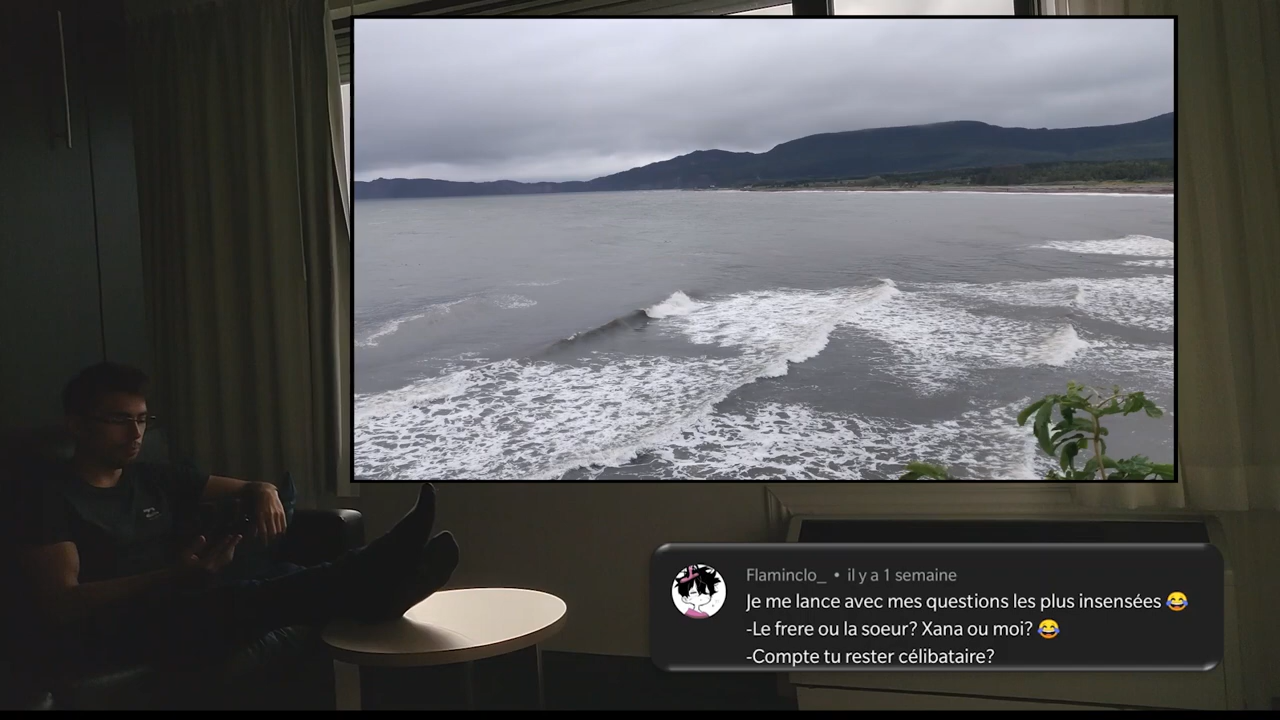 Flaminclo_ • il y a 1 semaine
Je me lance avec mes questions les plus insensées 😂
-Le frere ou la soeur? Xana ou moi? 😂
-Compte tu rester célibataire?